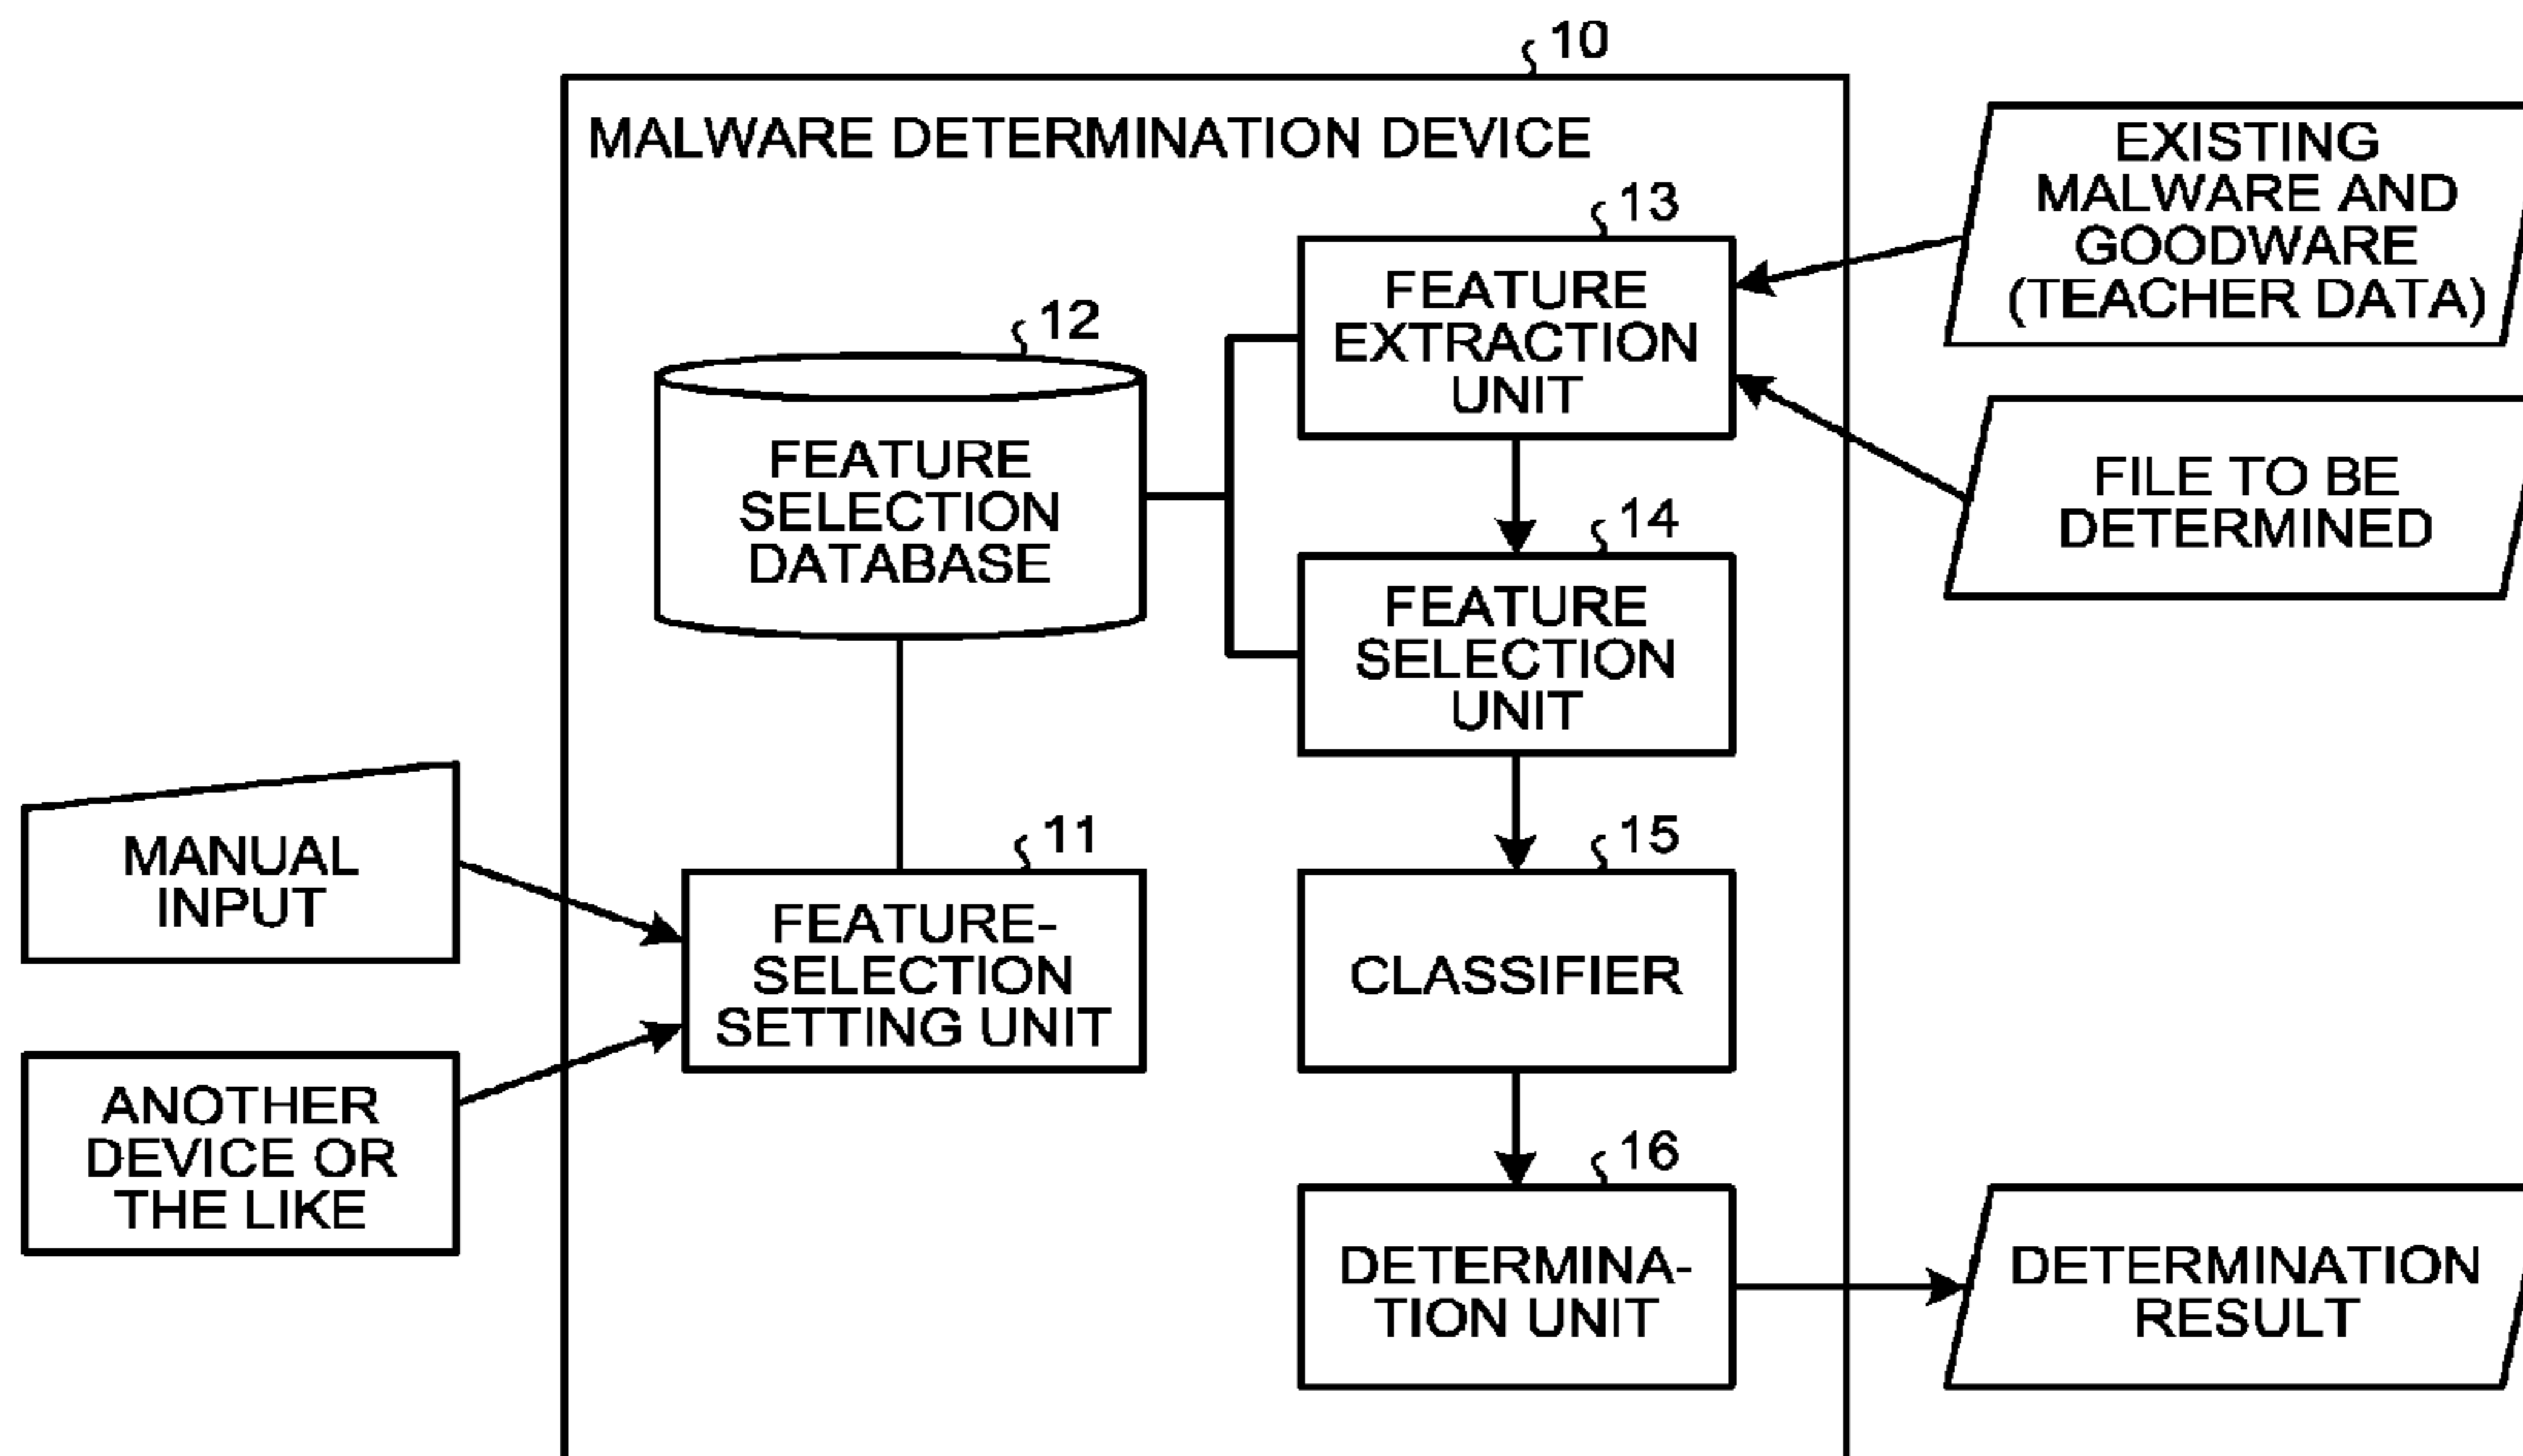 10
MALWARE DETERMINATION DEVICE
EXISTING
MALWARE AND
GOODWARE
(TEACHER DATA)
13
FEATURE
EXTRACTION
UNIT
12
FEATURE
SELECTION
DATABASE
FILE TO BE
DETERMINED
14
FEATURE
SELECTION
UNIT
MANUAL
INPUT
11
FEATURE-
SELECTION
SETTING UNIT
15
CLASSIFIER
ANOTHER
DEVICE OR
THE LIKE
16
DETERMINA-
TION UNIT
DETERMINATION
RESULT